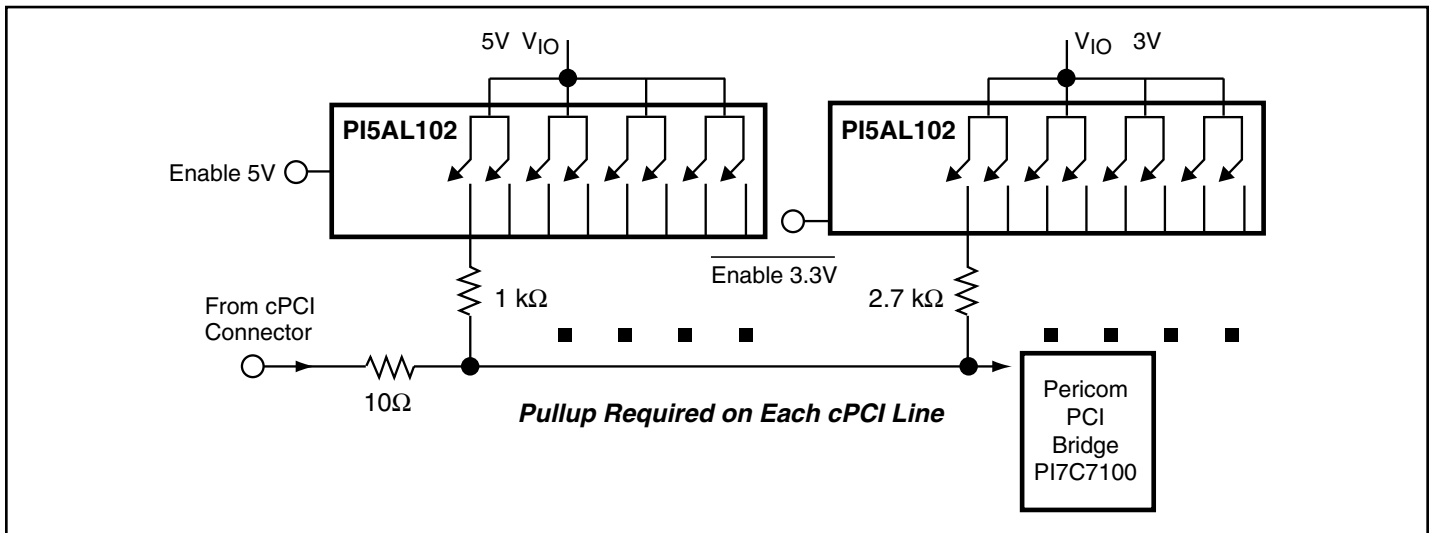 5V V_IO
V_IO 3V
PI5AL102
PI5AL102
Enable 5V
Enable 3.3V
From cPCI
Connector
1 kΩ
2.7 kΩ
10Ω
Pullup Required on Each cPCI Line
Pericom
PCI
Bridge
PI7C7100